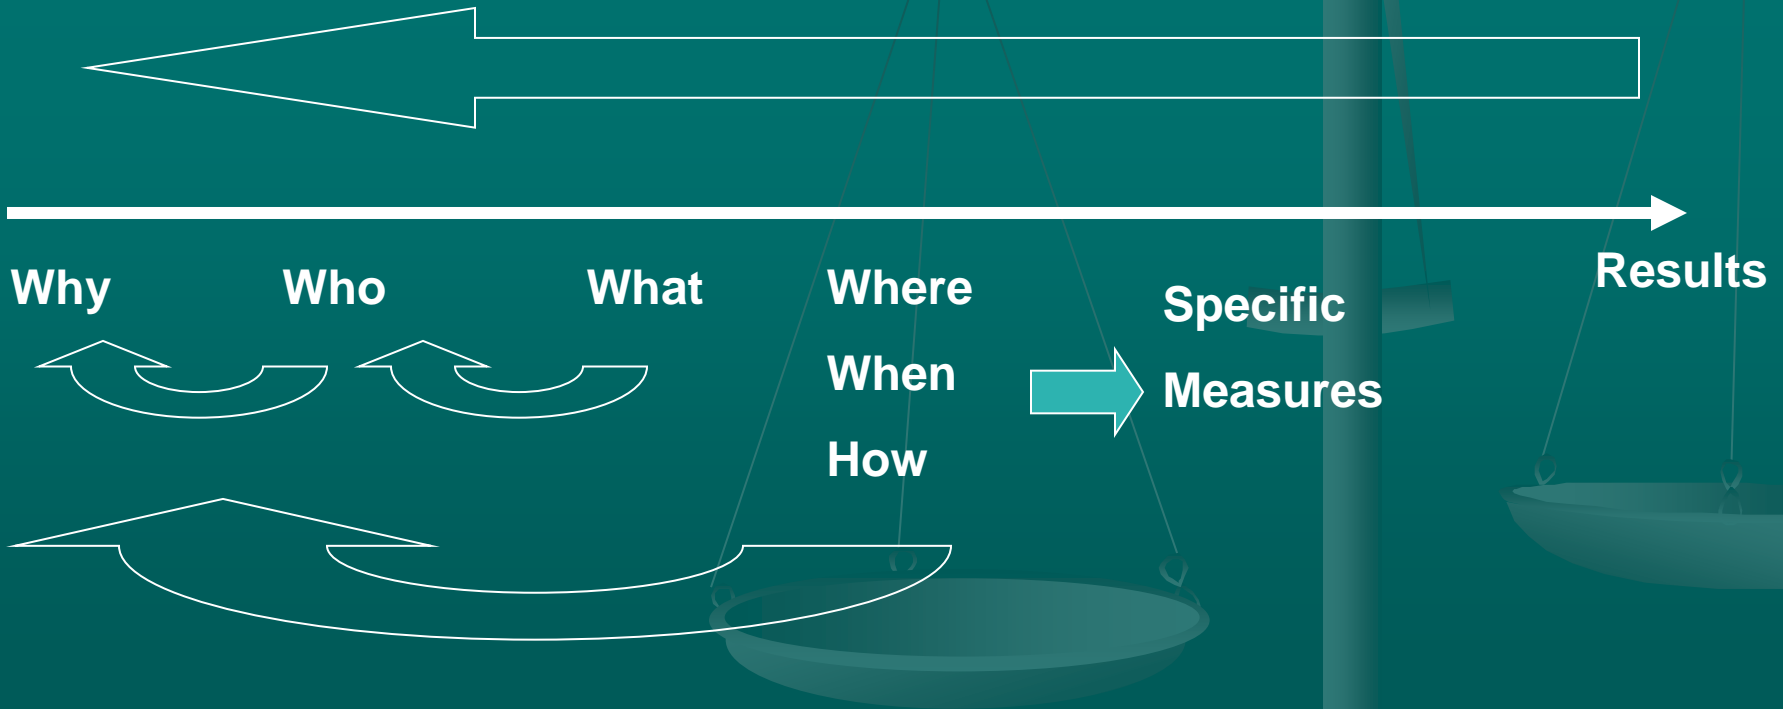 Why
Who
What
Where
When
How
Specific
Measures
Results